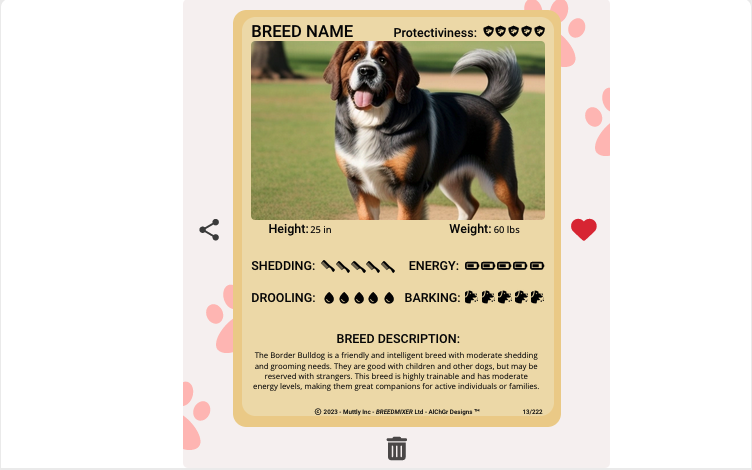 BREED NAME
Protectiviness:
Height: 25 in
Weight: 60 lbs
SHEDDING:
ENERGY:
DROOLING:
BARKING:
BREED DESCRIPTION:
The Border Bulldog is a friendly and intelligent breed with moderate shedding
and grooming needs. They are good with children and other dogs, but may be
reserved with strangers. This breed is highly trainable and has moderate
energy levels, making them great companions for active individuals or families.
© 2023 - Muttly Inc - BREEDMIXER Ltd - AlChûr Designs ™
13/222